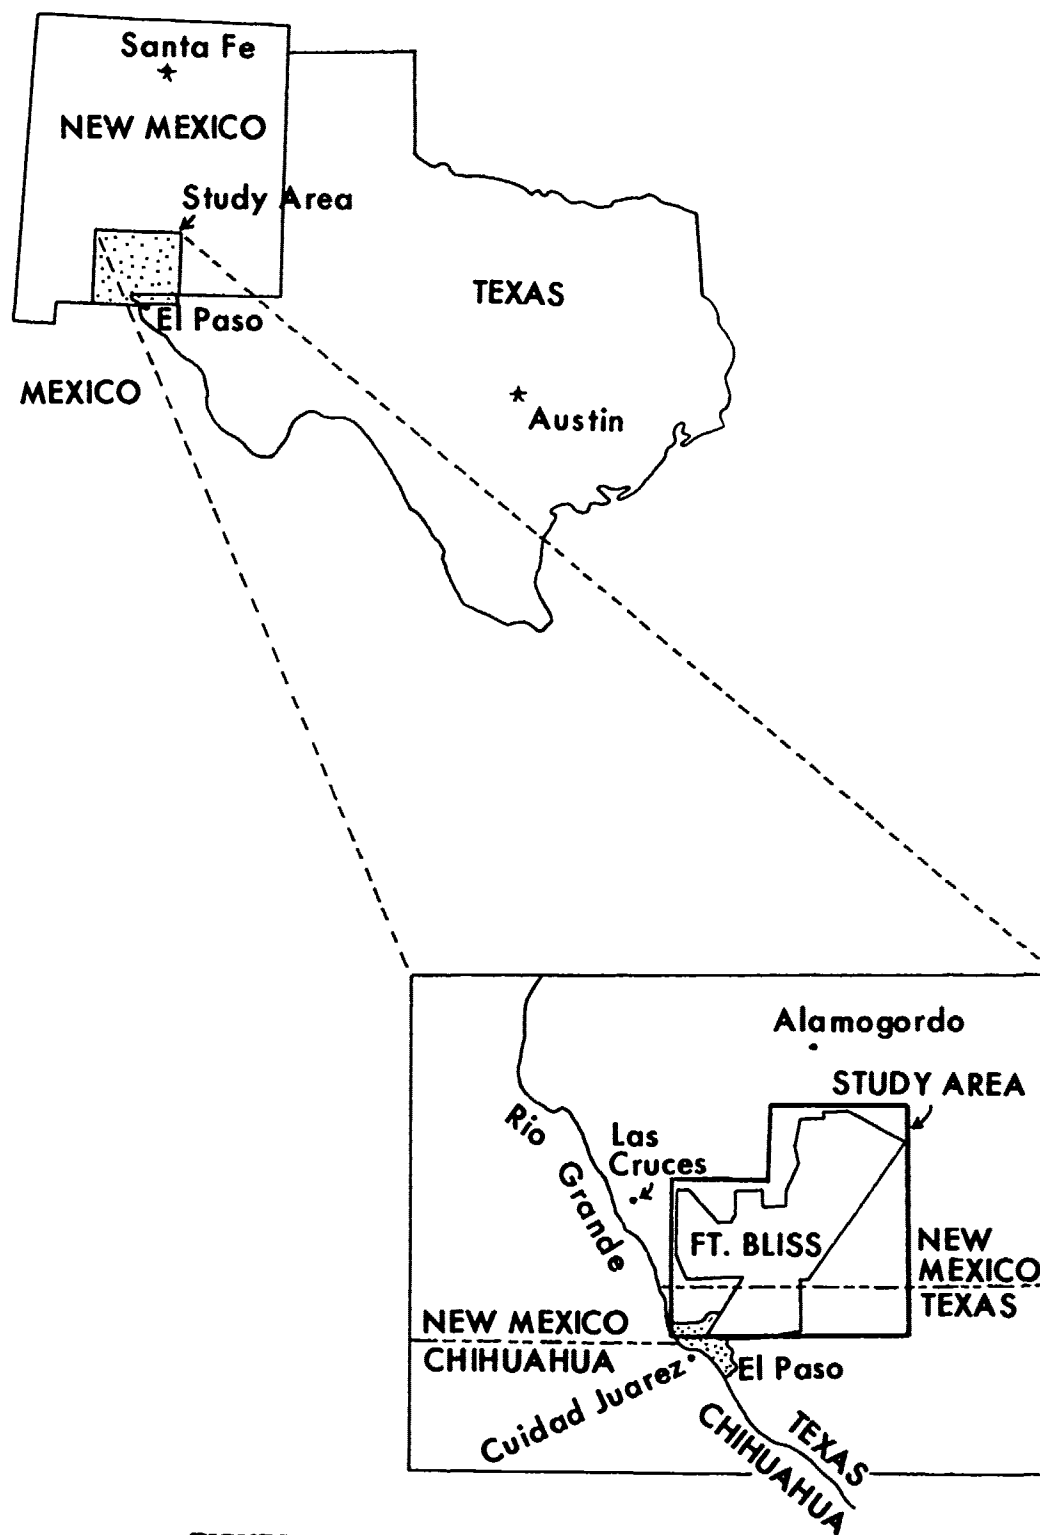 Santa Fe
NEW MEXICO
Study Area
TEXAS
El Paso
MEXICO
Austin
Alamogordo
STUDY AREA
Rio Grande
Las
Cruces
FT. BLISS
NEW
MEXICO
TEXAS
NEW MEXICO
CHIHUAHUA
El Paso
Cuidad Juarez
TEXAS
CHIHUAHUA